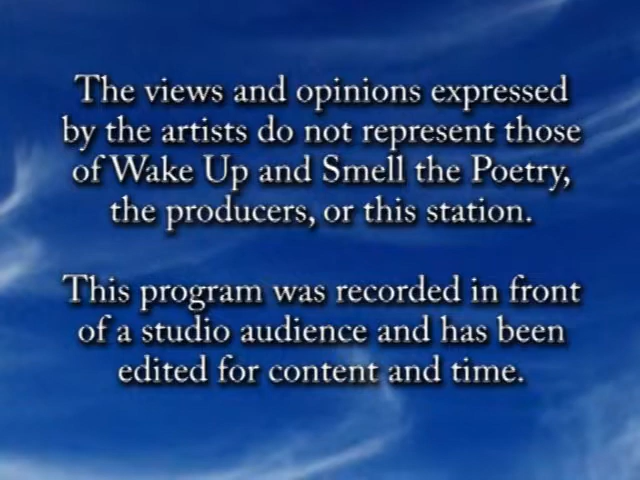 The views and opinions expressed
by the artists do not represent those
of Wake Up and Smell the Poetry,
the producers, or this station.
This program was recorded in front
of a studio audience and has been
edited for content and time.